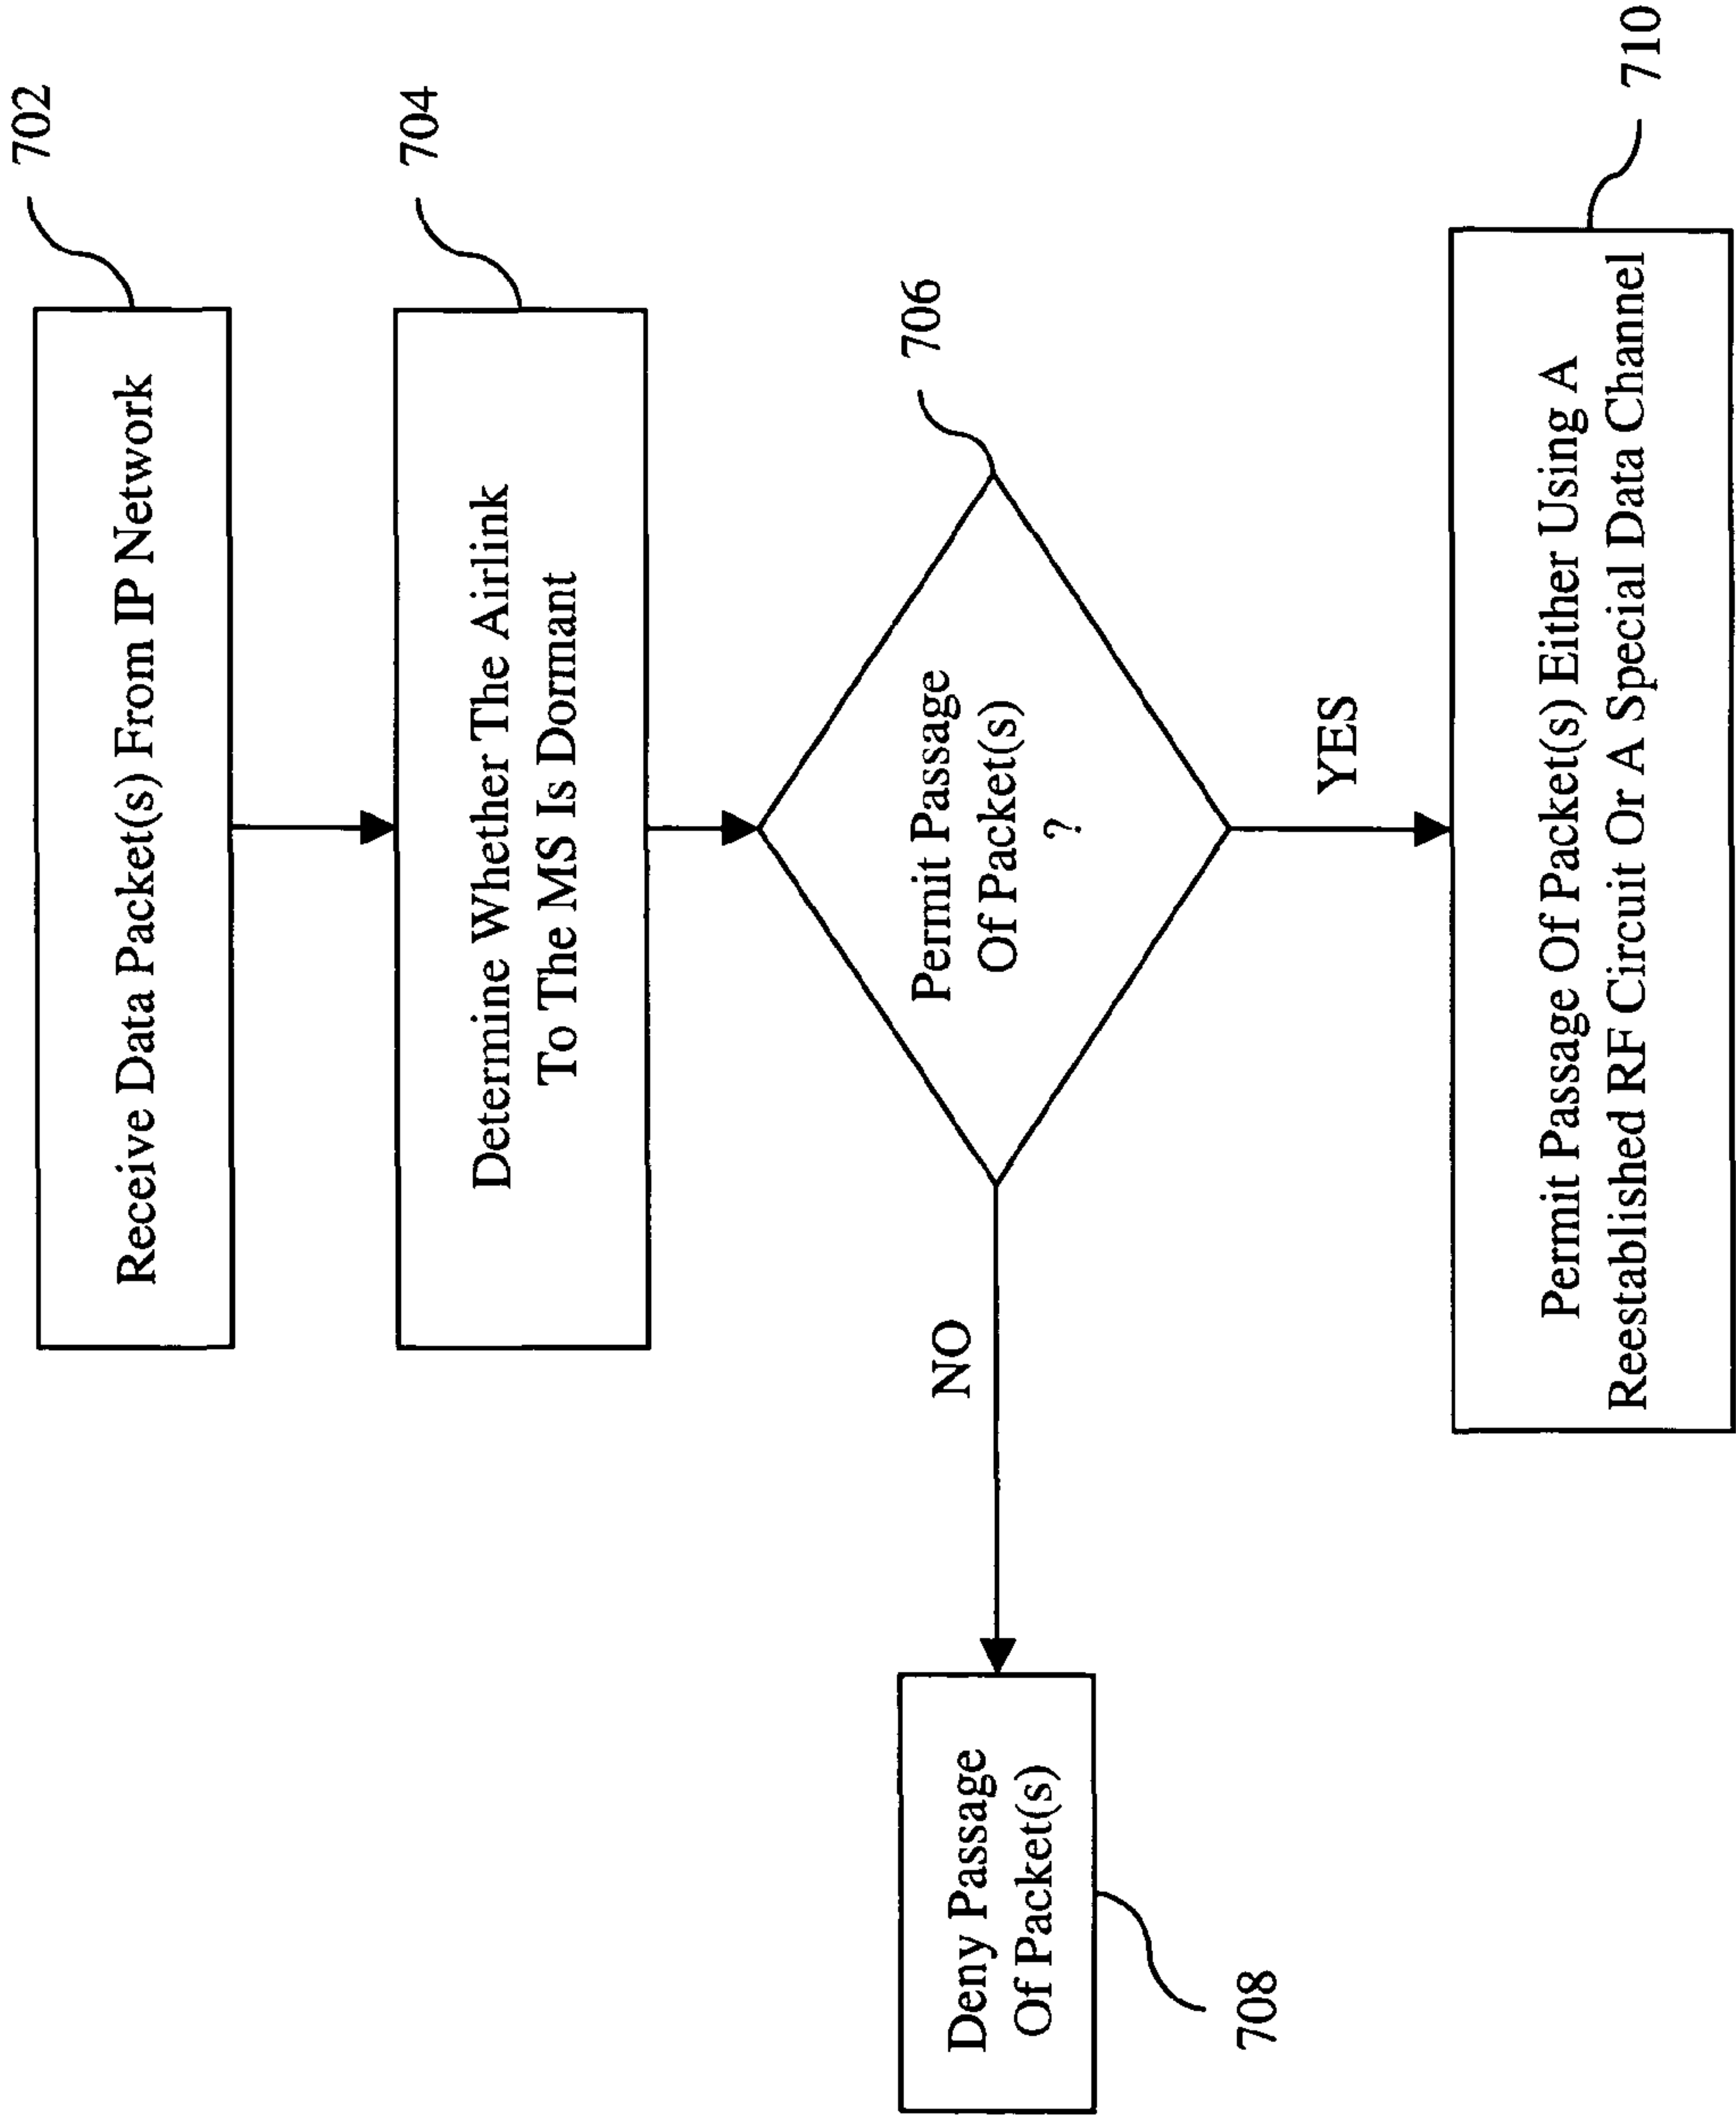 702
Receive Data Packet(s) From IP Network
704
Determine Whether The Airlink
To The MS Is Dormant
706
Permit Passage
Of Packet(s)
?
NO
YES
Deny Passage
Of Packet(s)
708
710
Permit Passage Of Packet(s) Either Using A
Reestablished RF Circuit Or A Special Data Channel